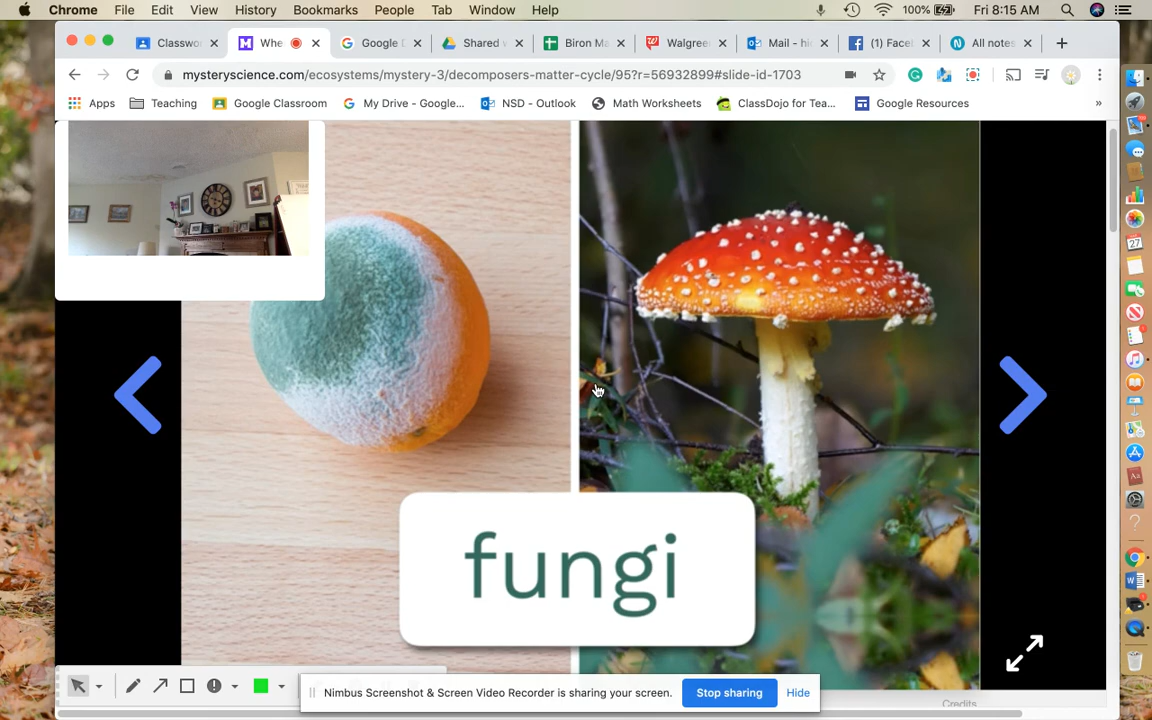 Chrome File Edit View History Bookmarks People Tab Window Help 100% Fri 8:15 AM
Classwor Whe Google D Shared w Biron Ma Walgree Mail - hi (1) Face All notes
mysteryscience.com/ecosystems/mystery-3/decomposers-matter-cycle/95?r=56932899#slide-id-1703
Apps Teaching Google Classroom My Drive - Google... NSD - Outlook Math Worksheets ClassDojo for Tea... Google Resources »
fungi
Nimbus Screenshot & Screen Video Recorder is sharing your screen. Stop sharing Hide
Credits